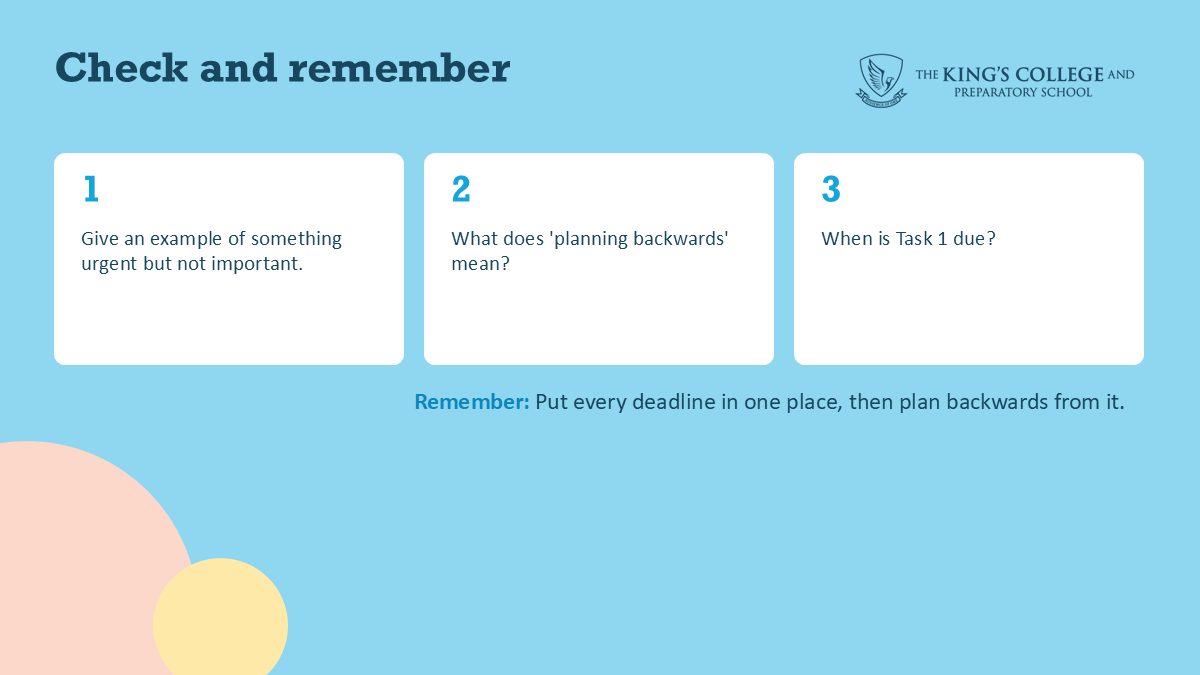 Check and remember
THE KING'S COLLEGE AND
PREPARATORY SCHOOL
1
Give an example of something
urgent but not important.
2
What does 'planning backwards'
mean?
3
When is Task 1 due?
Remember: Put every deadline in one place, then plan backwards from it.